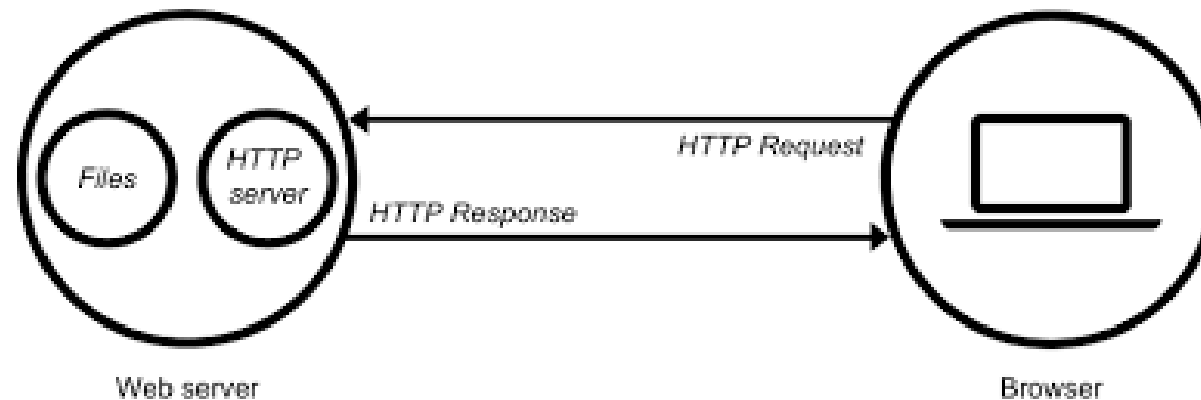 Files
HTTP
server
HTTP Request
HTTP Response
Web server
Browser